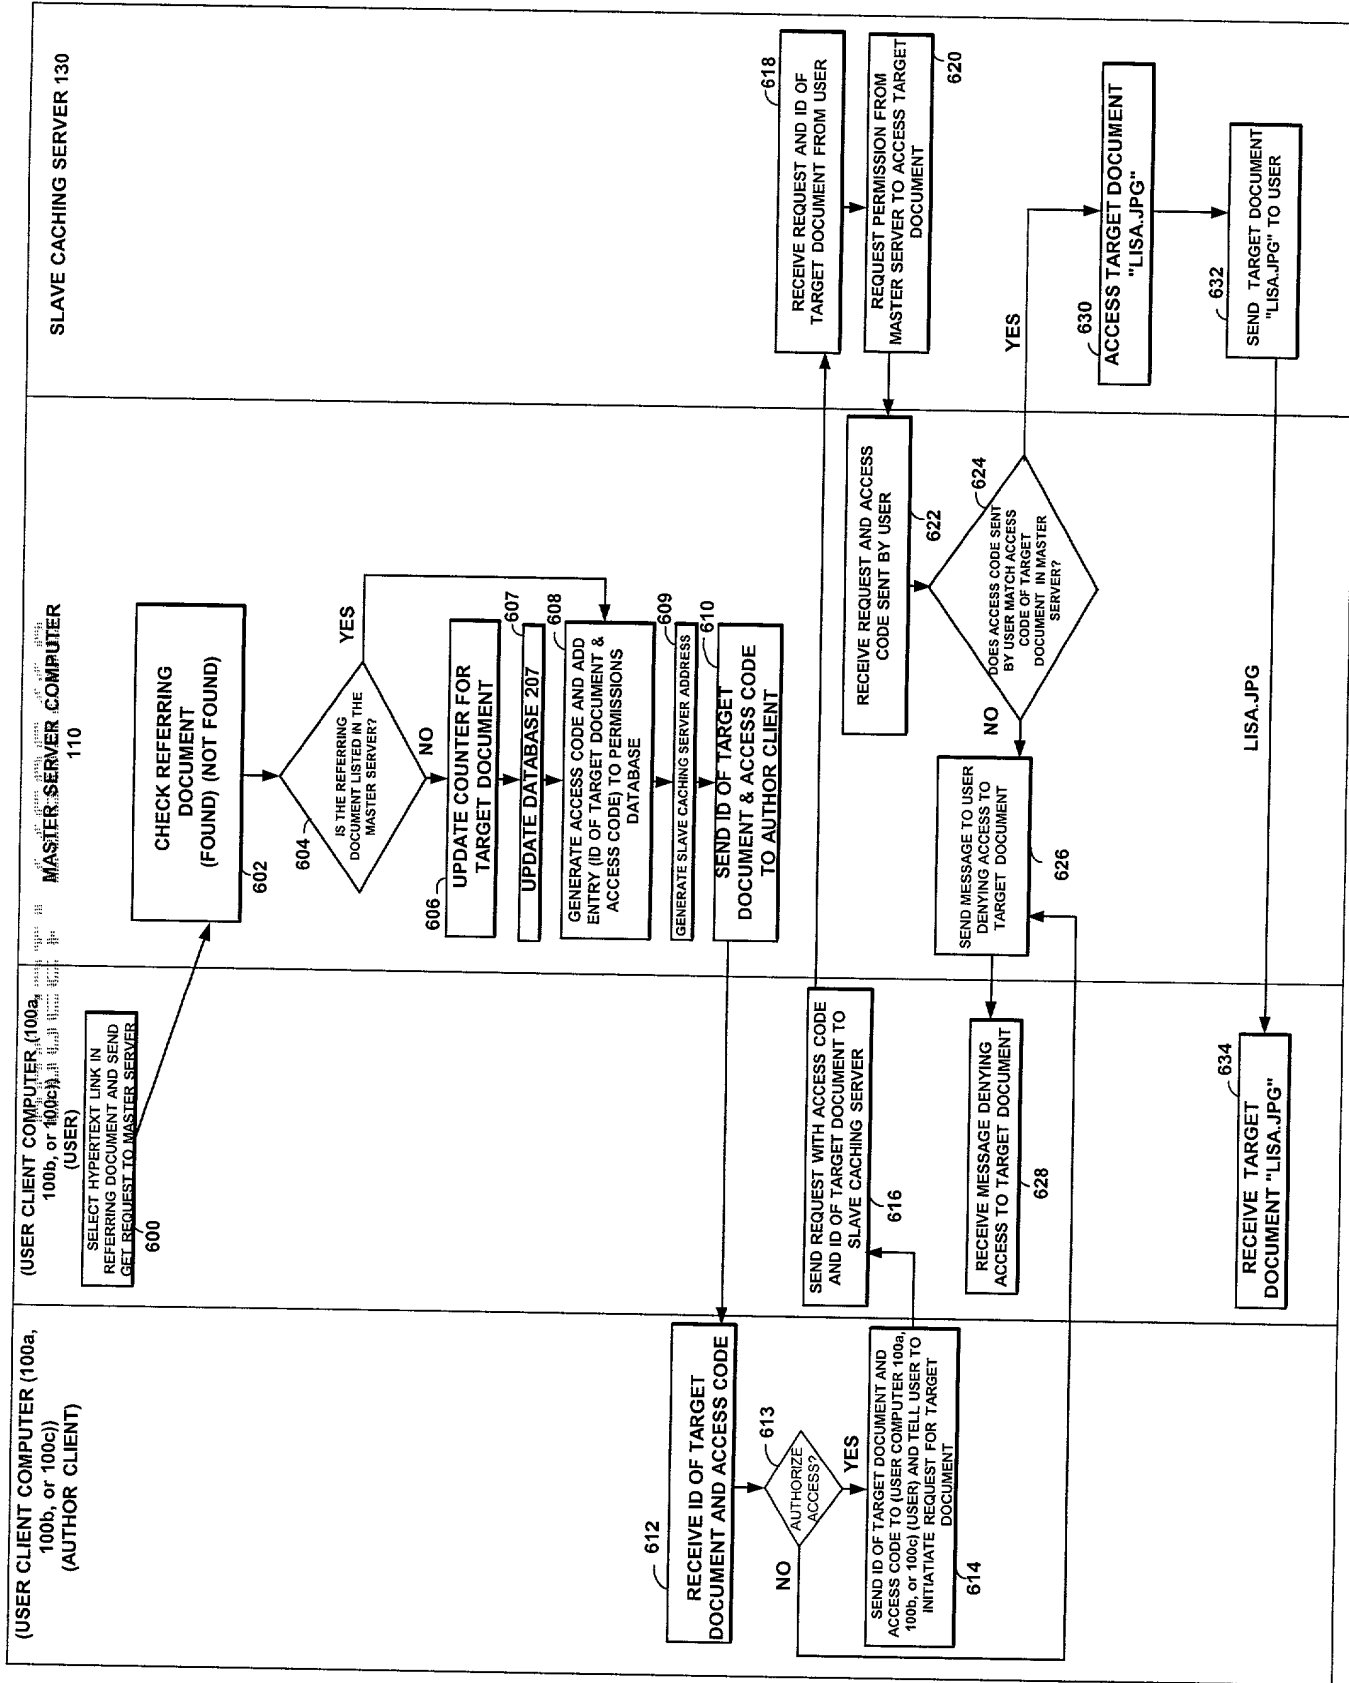 (USER CLIENT COMPUTER (100a,
100b, or 100c))
(AUTHOR CLIENT)
(USER CLIENT COMPUTER (100a,
100b, or 100c))
(USER)
MASTER SERVER COMPUTER
110
SLAVE CACHING SERVER 130
SELECT HYPERTEXT LINK IN
REFERRING DOCUMENT AND SEND
GET REQUEST TO MASTER SERVER
600
CHECK REFERRING
DOCUMENT
(FOUND) (NOT FOUND)
602
604
IS THE REFERRING
DOCUMENT LISTED IN THE
MASTER SERVER?
YES
NO
606
UPDATE COUNTER FOR
TARGET DOCUMENT
607
UPDATE DATABASE 207
608
GENERATE ACCESS CODE AND ADD
ENTRY (ID OF TARGET DOCUMENT &
ACCESS CODE) TO PERMISSIONS
DATABASE
609
GENERATE SLAVE CACHING SERVER ADDRESS
610
SEND ID OF TARGET
DOCUMENT & ACCESS CODE
TO AUTHOR CLIENT
612
RECEIVE ID OF TARGET
DOCUMENT AND ACCESS CODE
613
AUTHORIZE
ACCESS?
NO
YES
SEND ID OF TARGET DOCUMENT AND
ACCESS CODE TO (USER COMPUTER 100a,
100b, or 100c) (USER) AND TELL USER TO
INITIATIATE REQUEST FOR TARGET
DOCUMENT
614
SEND REQUEST WITH ACCESS CODE
AND ID OF TARGET DOCUMENT TO
SLAVE CACHING SERVER
616
618
RECEIVE REQUEST AND ID OF
TARGET DOCUMENT FROM USER
REQUEST PERMISSION FROM
MASTER SERVER TO ACCESS TARGET
DOCUMENT
620
RECEIVE REQUEST AND ACCESS
CODE SENT BY USER
622
624
DOES ACCESS CODE SENT
BY USER MATCH ACCESS
CODE OF TARGET
DOCUMENT IN MASTER
SERVER?
NO
YES
SEND MESSAGE TO USER
DENYING ACCESS TO
TARGET DOCUMENT
626
RECEIVE MESSAGE DENYING
ACCESS TO TARGET DOCUMENT
628
630
ACCESS TARGET DOCUMENT
"LISA.JPG"
632
SEND TARGET DOCUMENT
"LISA.JPG" TO USER
LISA.JPG
634
RECEIVE TARGET
DOCUMENT "LISA.JPG"